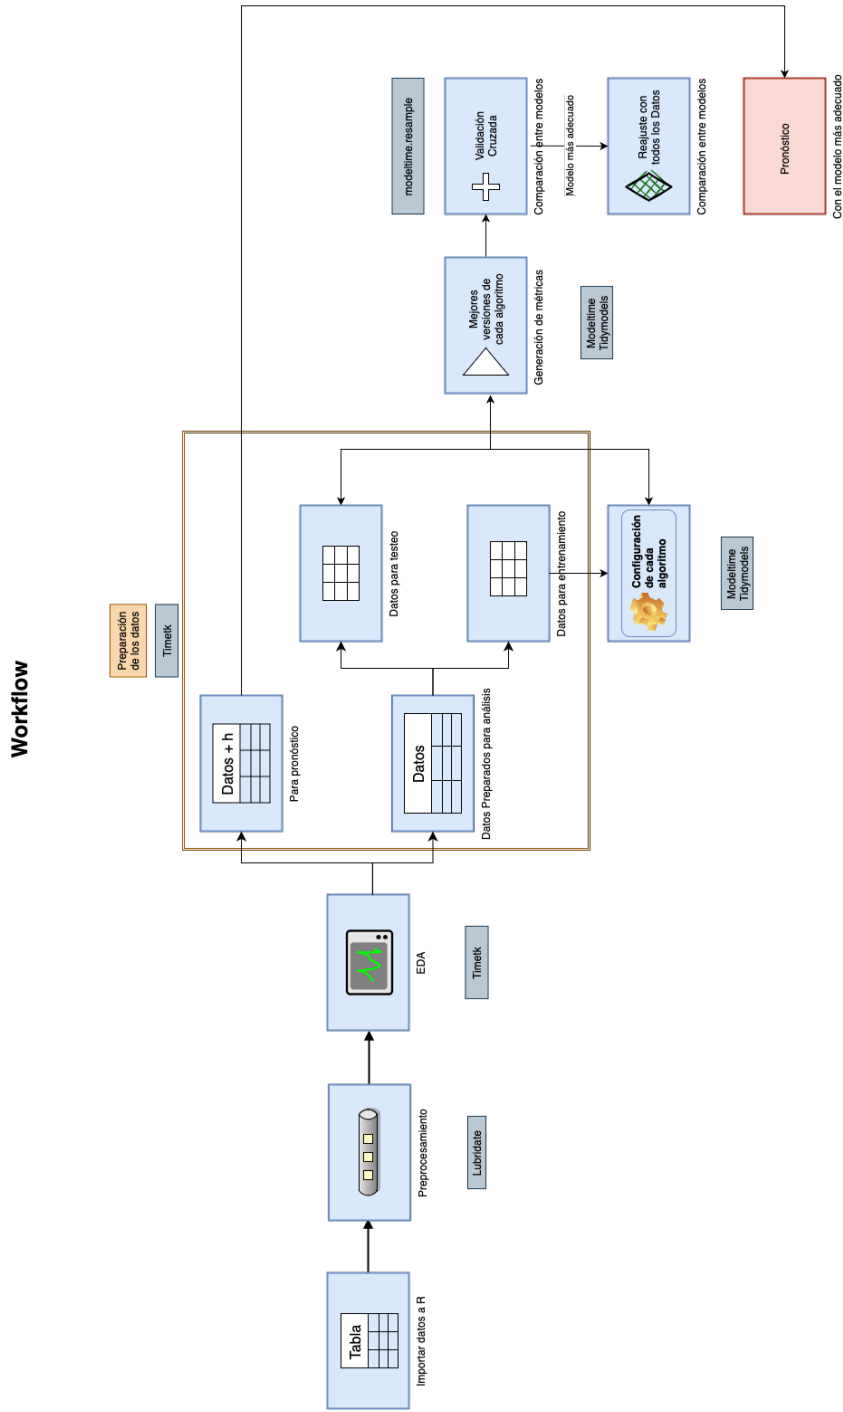 Workflow
Tabla
Importar datos a R
Preprocesamiento
Lubridate
EDA
Timetk
Preparación
de los datos
Timetk
Datos + h
Para pronóstico
Datos
Datos Preparados para análisis
Datos para testeo
Datos para entrenamiento
Configuración
de cada
algoritmo
Modeltime
Tidymodels
Mejores
versiones de
cada algoritmo
Generación de métricas
Modeltime
Tidymodels
modeltime.resample
Validación
Cruzada
Comparación entre modelos
Modelo más adecuado
Reajuste con
todos los Datos
Comparación entre modelos
Pronóstico
Con el modelo más adecuado